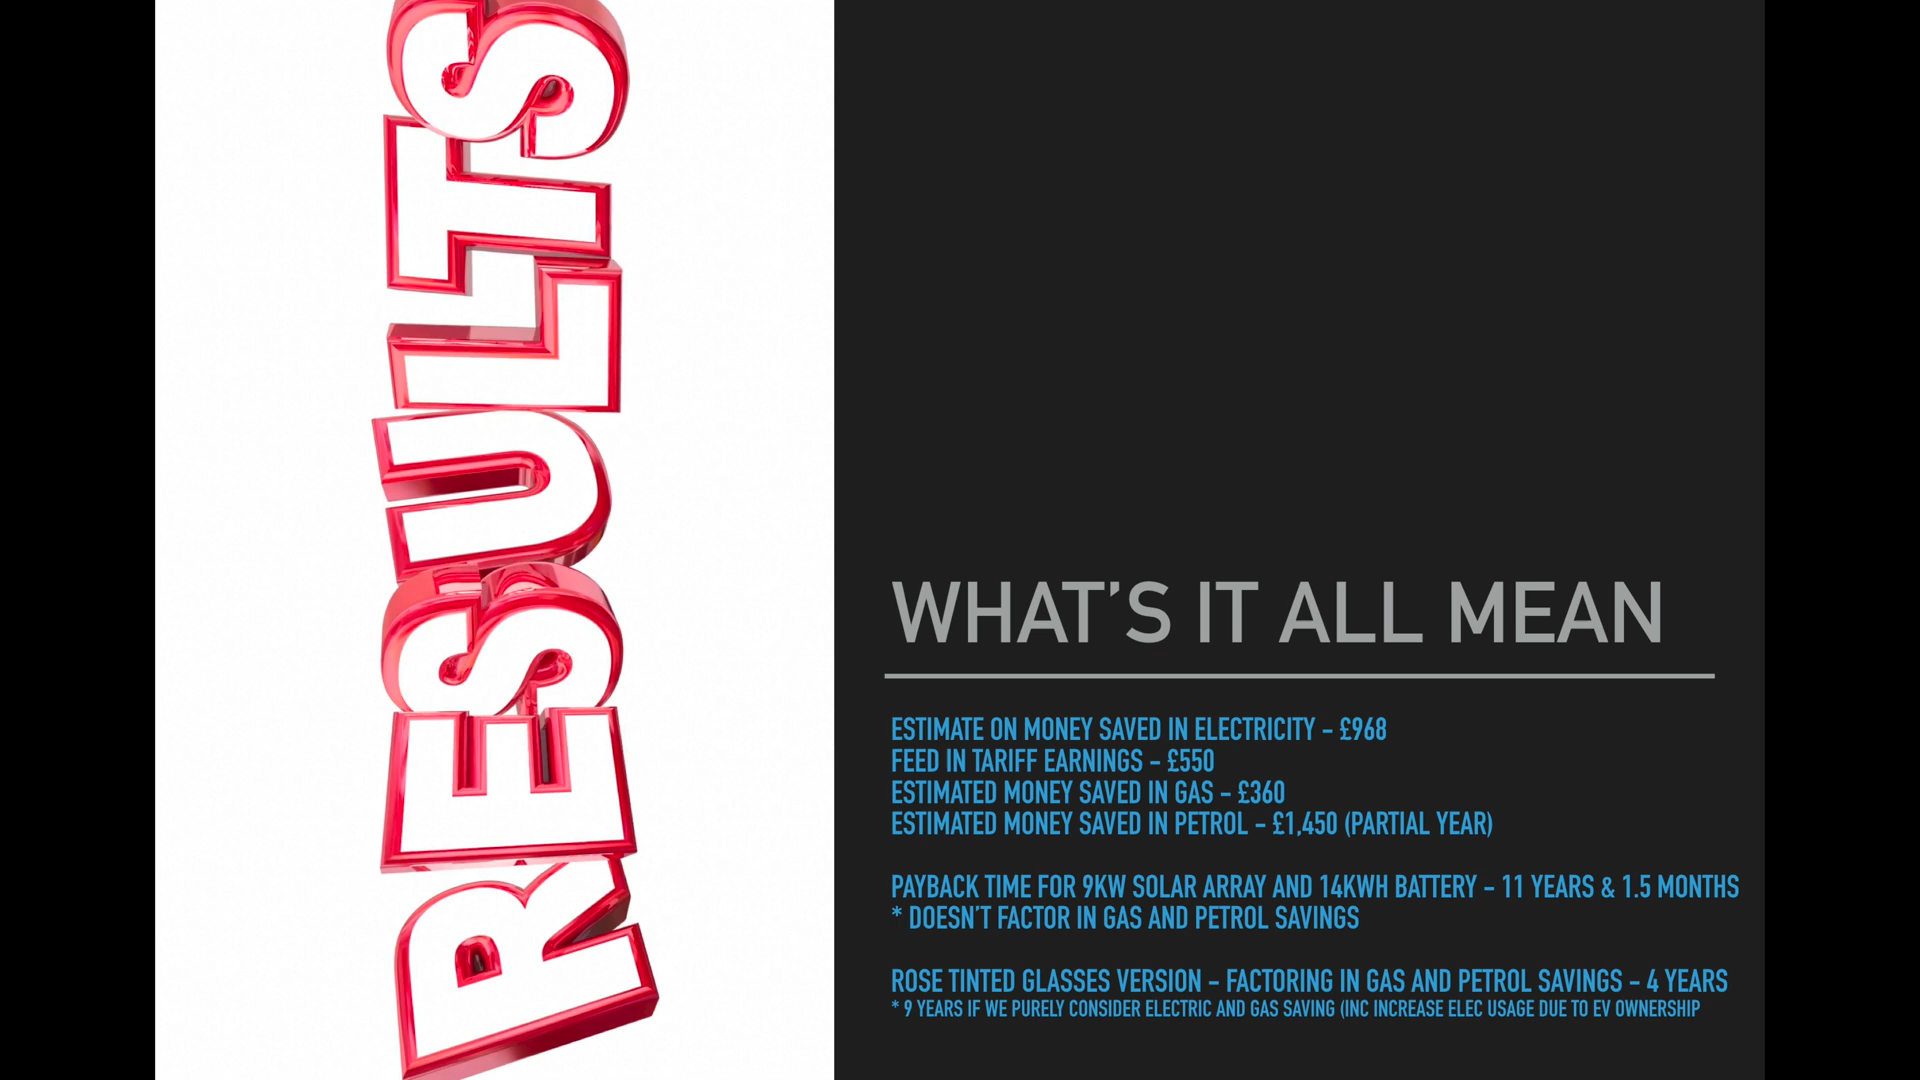 RESULTS
WHAT'S IT ALL MEAN
ESTIMATE ON MONEY SAVED IN ELECTRICITY – £968
FEED IN TARIFF EARNINGS – £550
ESTIMATED MONEY SAVED IN GAS – £360
ESTIMATED MONEY SAVED IN PETROL – £1,450 (PARTIAL YEAR)
PAYBACK TIME FOR 9KW SOLAR ARRAY AND 14KWH BATTERY – 11 YEARS & 1.5 MONTHS
* DOESN'T FACTOR IN GAS AND PETROL SAVINGS
ROSE TINTED GLASSES VERSION – FACTORING IN GAS AND PETROL SAVINGS – 4 YEARS
* 9 YEARS IF WE PURELY CONSIDER ELECTRIC AND GAS SAVING (INC INCREASE ELEC USAGE DUE TO EV OWNERSHIP